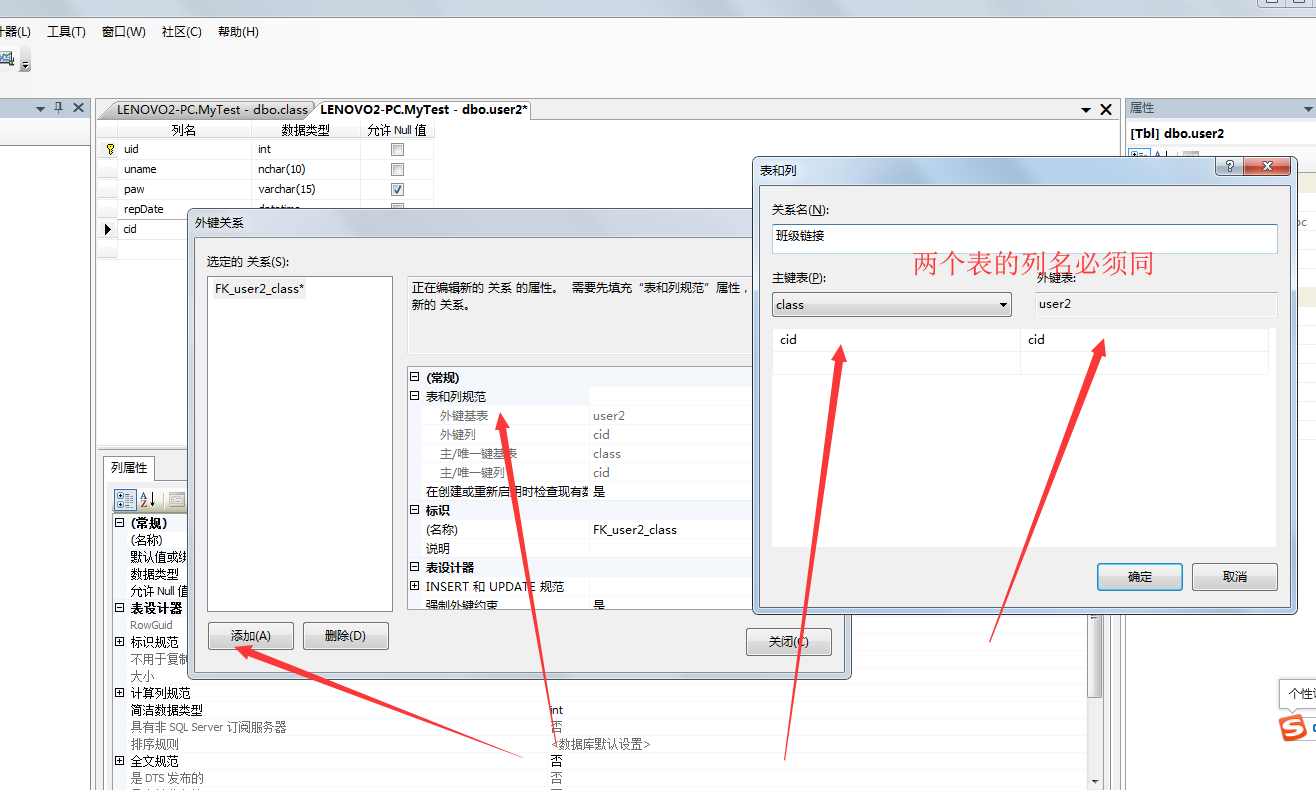 计器(L) 工具(T) 窗口(W) 社区(C) 帮助(H)
LENOVO2-PC.MyTest - dbo.class LENOVO2-PC.MyTest - dbo.user2*
列名 数据类型 允许 Null 值
uid int
uname nchar(10)
paw varchar(15)
repDate datetime
cid
属性
[Tbl] dbo.user2
外键关系
选定的 关系(S):
FK_user2_class*
正在编辑新的 关系 的属性。 需要先填充“表和列规范”属性，
新的 关系。
(常规)
表和列规范
外键基表 user2
外键列 cid
主/唯一键基表 class
主/唯一键列 cid
在创建或重新启用时检查现有数 是
标识
(名称) FK_user2_class
说明
表设计器
INSERT 和 UPDATE 规范
强制外键约束 是
添加(A) 删除(D) 关闭(C)
表和列
关系名(N):
班级链接
两个表的列名必须同
主键表(P): 外键表:
class user2
cid cid
确定 取消
列属性
(常规)
(名称)
默认值或绑
数据类型
允许 Null 值
表设计器
RowGuid
标识规范
不用于复制
大小
计算列规范
简洁数据类型 int
具有非 SQL Server 订阅服务器 否
排序规则 <数据库默认设置>
全文规范 否
是 DTS 发布的 否
个性